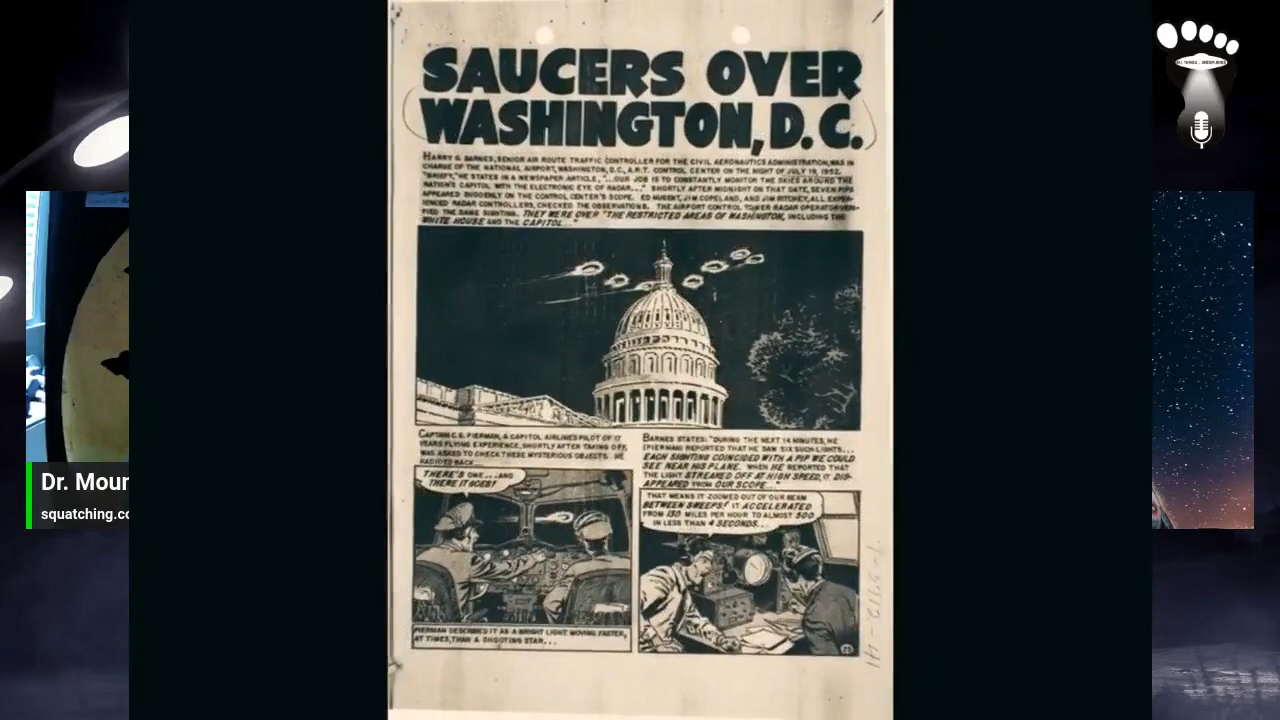 SAUCERS OVER
WASHINGTON, D.C.
HARRY G. BARNES, SENIOR AIR ROUTE TRAFFIC CONTROLLER FOR THE CIVIL AERONAUTICS ADMINISTRATION, WAS IN
CHARGE OF THE NATIONAL AIRPORT, WASHINGTON, D.C., A.R.T. CONTROL CENTER ON THE NIGHT OF JULY 19, 1952.
"BRIEFLY," HE STATES IN A NEWSPAPER ARTICLE, "...OUR JOB IS TO CONSTANTLY MONITOR THE SKIES AROUND THE
NATION'S CAPITOL WITH THE ELECTRONIC EYE OF RADAR..." SHORTLY AFTER MIDNIGHT ON THAT DATE, SEVEN PIPS
APPEARED SUDDENLY ON THE CONTROL CENTER'S SCOPE. ED NUGENT, JIM COPELAND, AND JIM RITCHEY, ALL EXPER-
IENCED RADAR CONTROLLERS, CHECKED THE OBSERVATIONS. THE AIRPORT CONTROL TOWER RADAR OPERATOR VERI-
FIED THE SAME SIGHTING. THEY WERE OVER "THE RESTRICTED AREAS OF WASHINGTON, INCLUDING THE
WHITE HOUSE AND THE CAPITOL..."
CAPTAIN C.S. PIERMAN, A CAPITOL AIRLINES PILOT OF 17
YEARS FLYING EXPERIENCE, SHORTLY AFTER TAKING OFF,
WAS ASKED TO CHECK THESE MYSTERIOUS OBJECTS. HE
RADIOED BACK...
THERE'S ONE...AND
THERE IT GOES!
PIERMAN DESCRIBED IT AS A BRIGHT LIGHT MOVING FASTER,
AT TIMES, THAN A SHOOTING STAR...
BARNES STATES: "DURING THE NEXT 14 MINUTES, HE
(PIERMAN) REPORTED THAT HE SAW SIX SUCH LIGHTS...
EACH SIGHTING COINCIDED WITH A PIP WE COULD
SEE NEAR HIS PLANE. WHEN HE REPORTED THAT
THE LIGHT STREAKED OFF AT HIGH SPEED, IT DIS-
APPEARED FROM OUR SCOPE..."
THAT MEANS IT ZOOMED OUT OF OUR BEAM
BETWEEN SWEEPS! IT ACCELERATED
FROM 130 MILES PER HOUR TO ALMOST 500
IN LESS THAN 4 SECONDS...
Dr. Mour
squatching.co